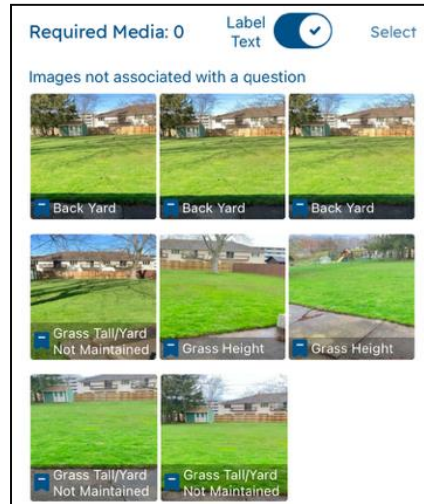 Required Media: 0
Label
Text
Select
Images not associated with a question
Back Yard
Back Yard
Back Yard
Grass Tall/Yard
Not Maintained
Grass Height
Grass Height
Grass Tall/Yard
Not Maintained
Grass Tall/Yard
Not Maintained